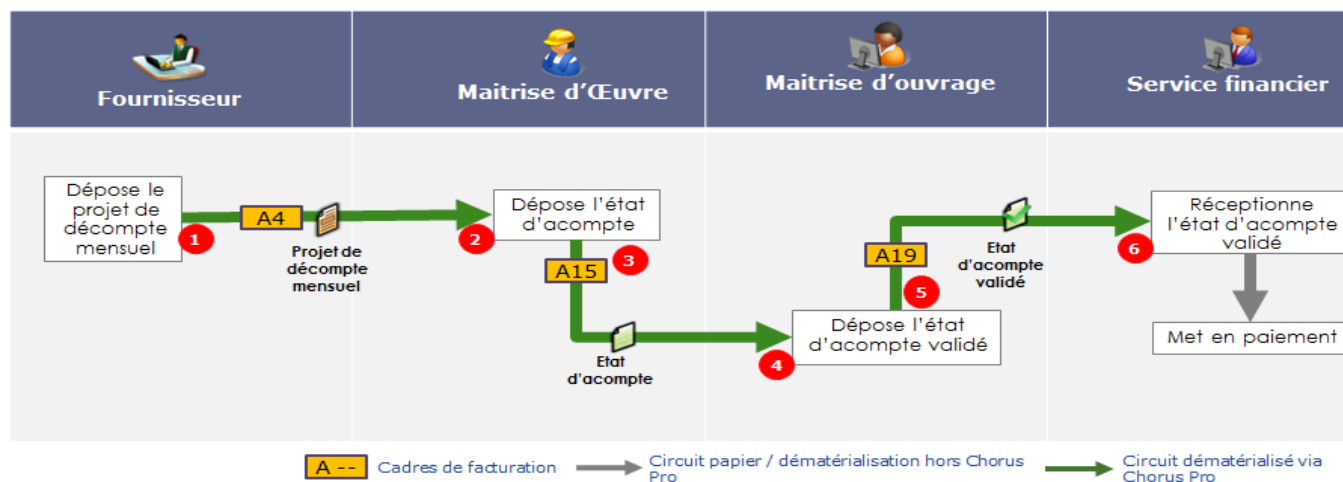 Fournisseur
Maitrise d'Œuvre
Maitrise d'ouvrage
Service financier
Dépose le
projet de
décompte
mensuel
1
A4
Projet de
décompte
mensuel
2
Dépose l'état
d'acompte
3
A15
Etat
d'acompte
4
Dépose l'état
d'acompte validé
5
A19
Etat
d'acompte
validé
6
Réceptionne
l'état d'acompte
validé
Met en paiement
A --
Cadres de facturation
Circuit papier / dématérialisation hors Chorus
Pro
Circuit dématérialisé via
Chorus Pro